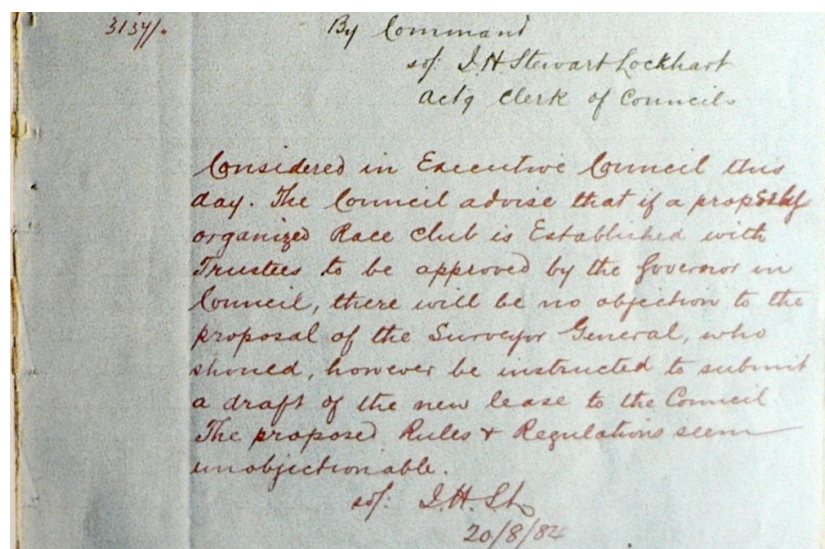 3137/.
By Command
sd/: J.H. Stewart Lockhart
Actg Clerk of Councils
Considered in Executive Council this
day. The Council advise that if a properly
organized Race Club is Established with
Trustees to be approved by the Governor in
Council, there will be no objection to the
proposal of the Surveyor General, who
should, however be instructed to submit
a draft of the new lease to the Council
The proposed Rules & Regulations seem
unobjectionable.
sd/: J.H. St
20/8/84